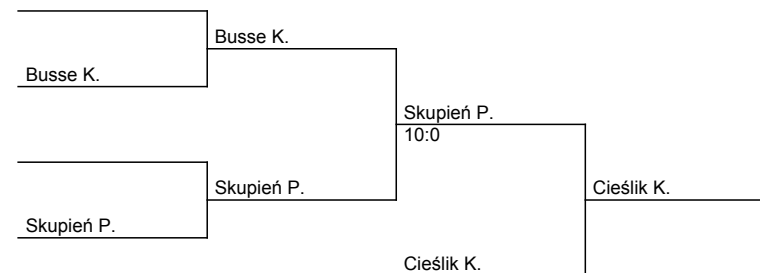 Busse K.
Busse K.
Skupień P.
10:0
Skupień P.
Cieślik K.
Skupień P.
Cieślik K.